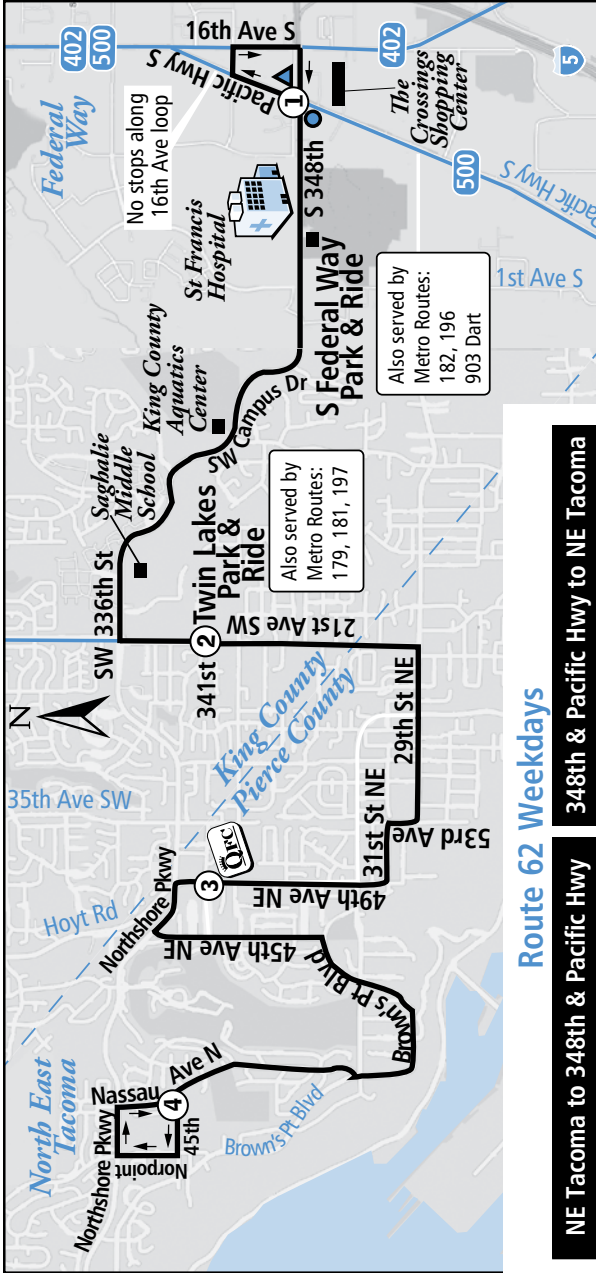 North East
Tacoma
Northshore Pkwy
Norpoint
Nassau
Ave N
45th
4
Brown's Pt Blvd
Brown's Pt Blvd
Hoyt Rd
Northshore Pkwy
45th Ave NE
3
QFC
49th Ave NE
31st St NE
53rd Ave
29th St NE
35th Ave SW
N
King County
Pierce County
SW 336th St
341st
2
Twin Lakes
Park &
Ride
21st Ave SW
Also served by
Metro Routes:
179, 181, 197
Saghalie
Middle
School
King County
Aquatics
Center
SW Campus Dr
St Francis
Hospital
S Federal Way
Park & Ride
S 348th
Also served by
Metro Routes:
182, 196
903 Dart
1st Ave S
Federal
Way
No stops along
16th Ave loop
402
500
16th Ave S
Pacific Hwy S
1
402
The
Crossings
Shopping
Center
500
Pacific Hwy S
5
Route 62 Weekdays
NE Tacoma to 348th & Pacific Hwy
348th & Pacific Hwy to NE Tacoma